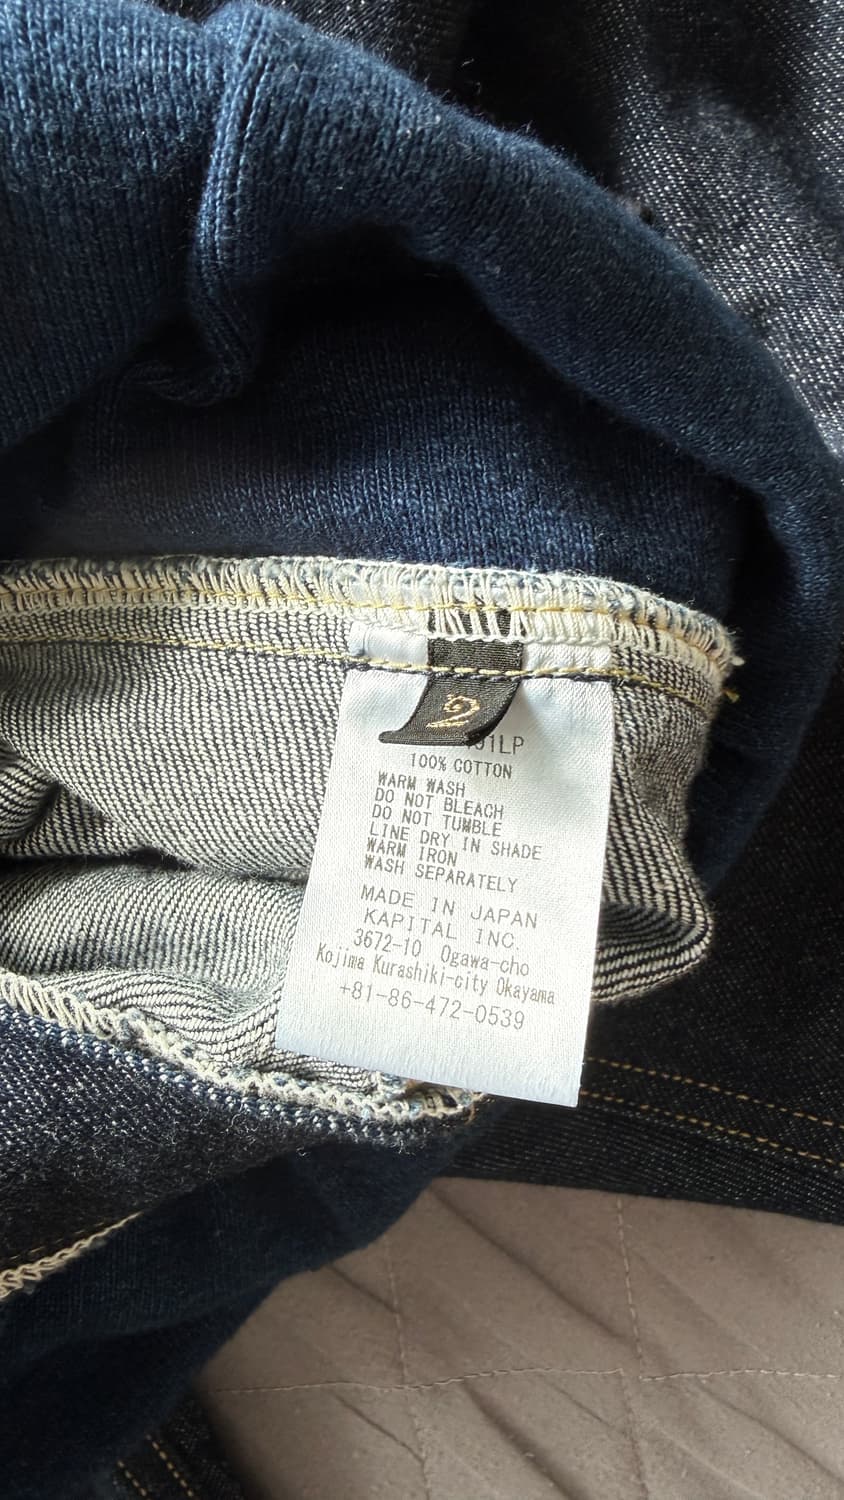 2
91LP
100% COTTON
WARM WASH
DO NOT BLEACH
DO NOT TUMBLE
LINE DRY IN SHADE
WARM IRON
WASH SEPARATELY
MADE IN JAPAN
KAPITAL INC.
3672-10 Ogawa-cho
Kojima Kurashiki-city Okayama
+81-86-472-0539